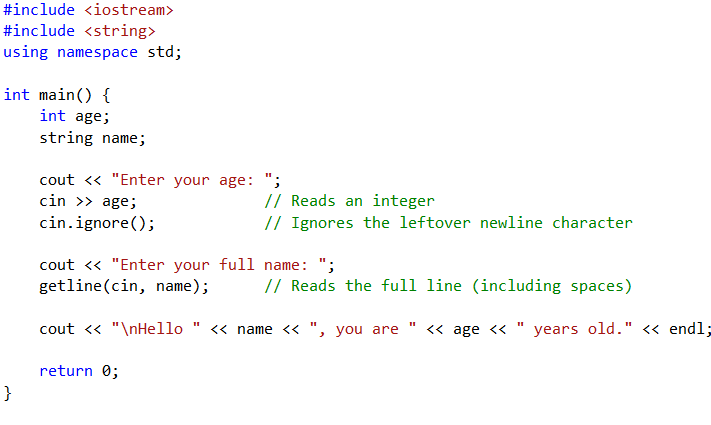 #include <iostream>
#include <string>
using namespace std;

int main() {
    int age;
    string name;

    cout << "Enter your age: ";
    cin >> age;              // Reads an integer
    cin.ignore();            // Ignores the leftover newline character

    cout << "Enter your full name: ";
    getline(cin, name);      // Reads the full line (including spaces)

    cout << "\nHello " << name << ", you are " << age << " years old." << endl;

    return 0;
}